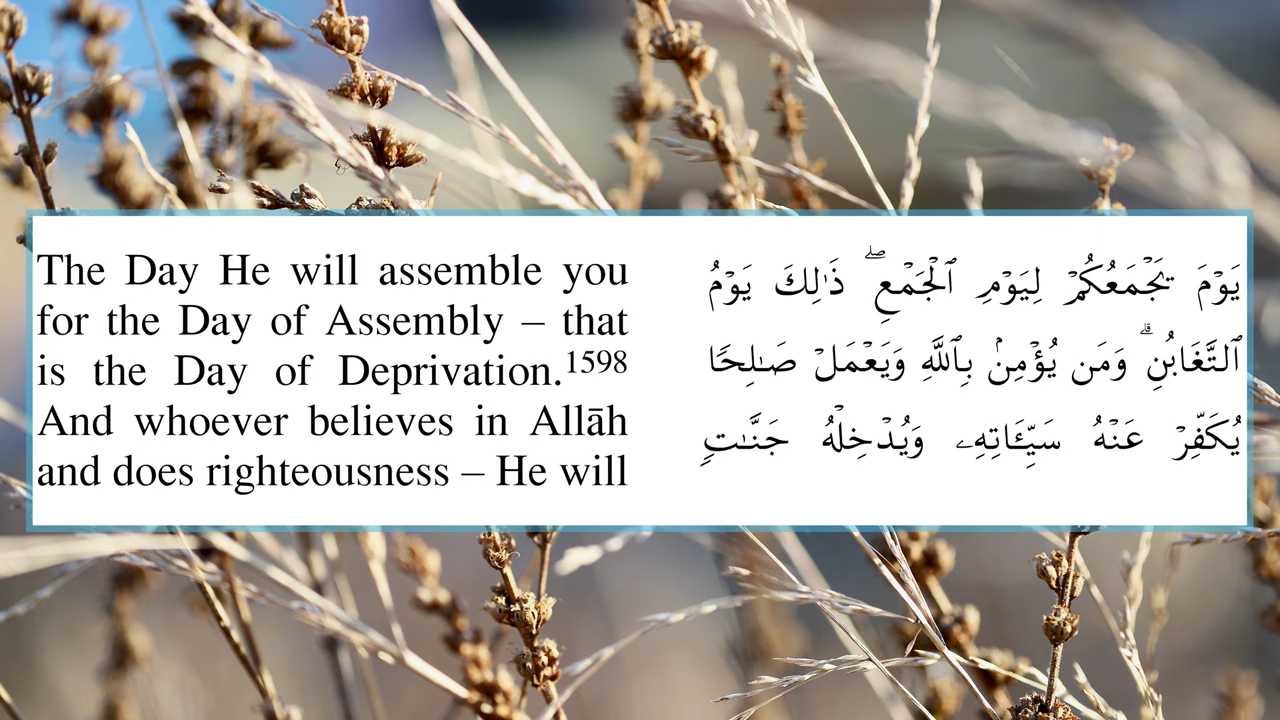 The Day He will assemble you
for the Day of Assembly – that
is the Day of Deprivation.1598
And whoever believes in Allāh
and does righteousness – He will
يَوْمَ يَجْمَعُكُمْ لِيَوْمِ ٱلْجَمْعِ ۖ ذَٰلِكَ يَوْمُ
ٱلتَّغَابُنِ ۗ وَمَن يُؤْمِنۢ بِٱللَّهِ وَيَعْمَلْ صَـٰلِحًا
يُكَفِّرْ عَنْهُ سَيِّـَٔاتِهِۦ وَيُدْخِلْهُ جَنَّـٰتٍ